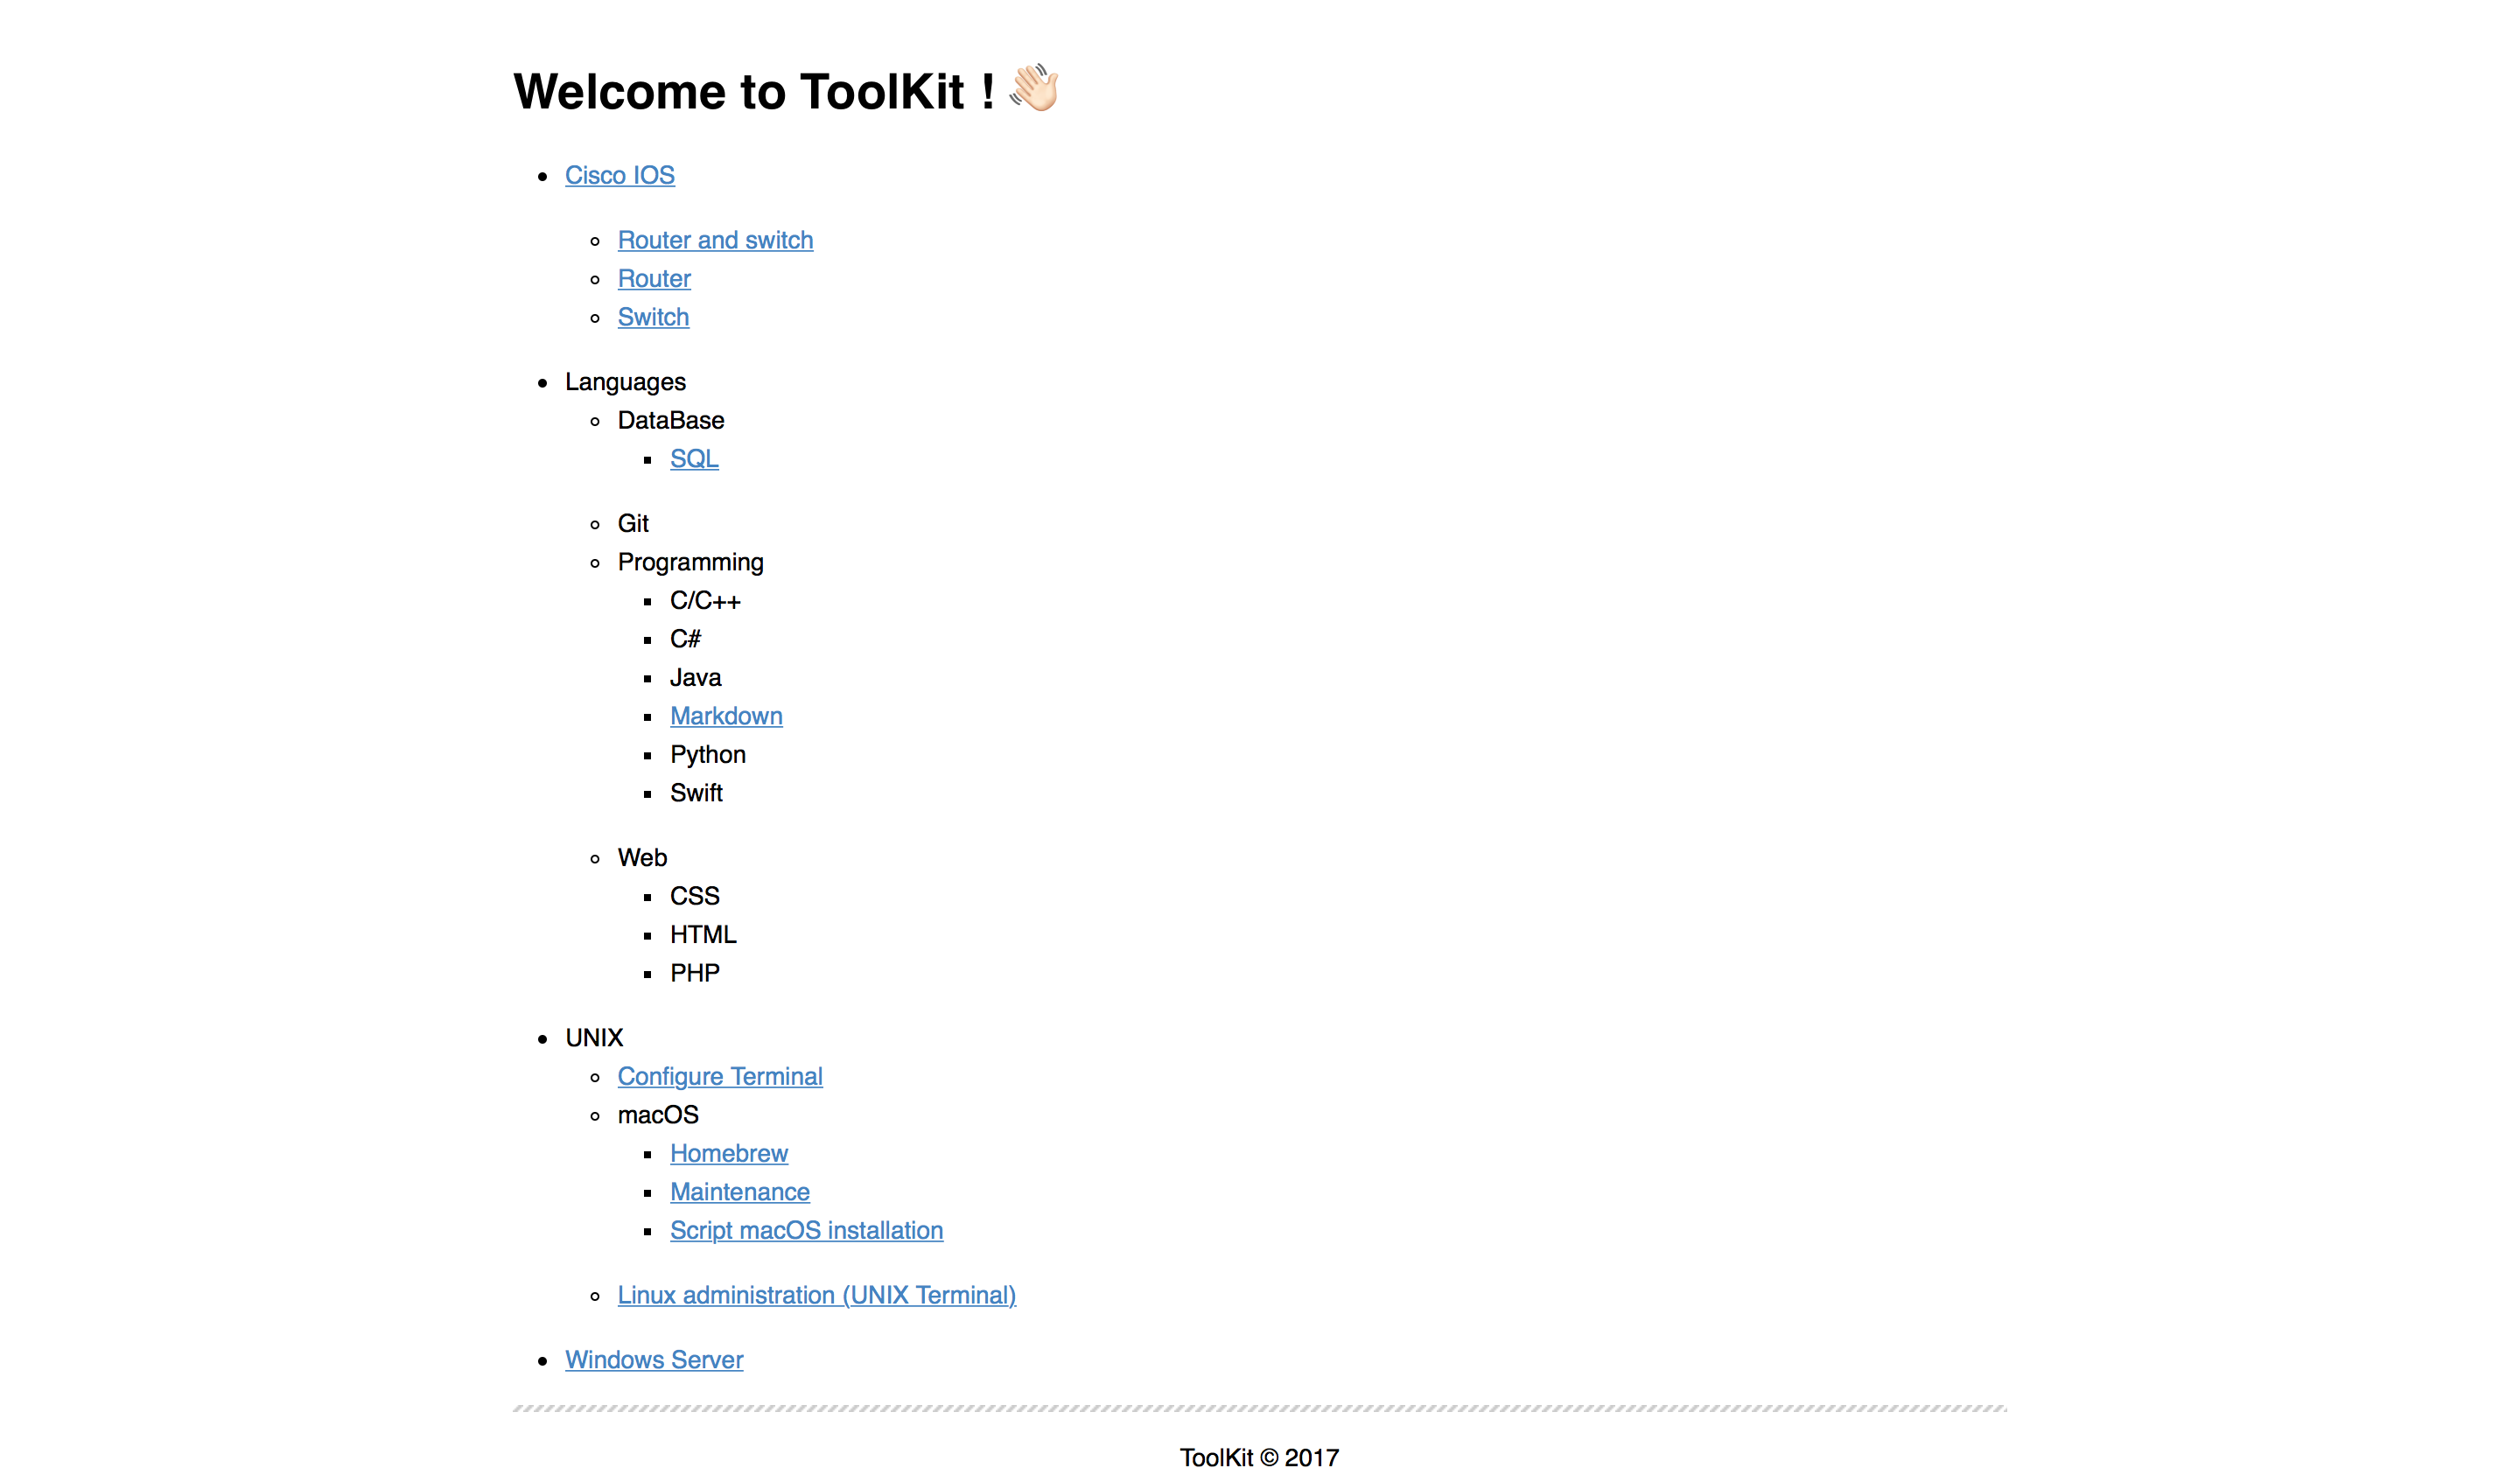 Welcome to ToolKit ! 👋🏻
Cisco IOS
Router and switch
Router
Switch
Languages
DataBase
SQL
Git
Programming
C/C++
C#
Java
Markdown
Python
Swift
Web
CSS
HTML
PHP
UNIX
Configure Terminal
macOS
Homebrew
Maintenance
Script macOS installation
Linux administration (UNIX Terminal)
Windows Server
ToolKit © 2017